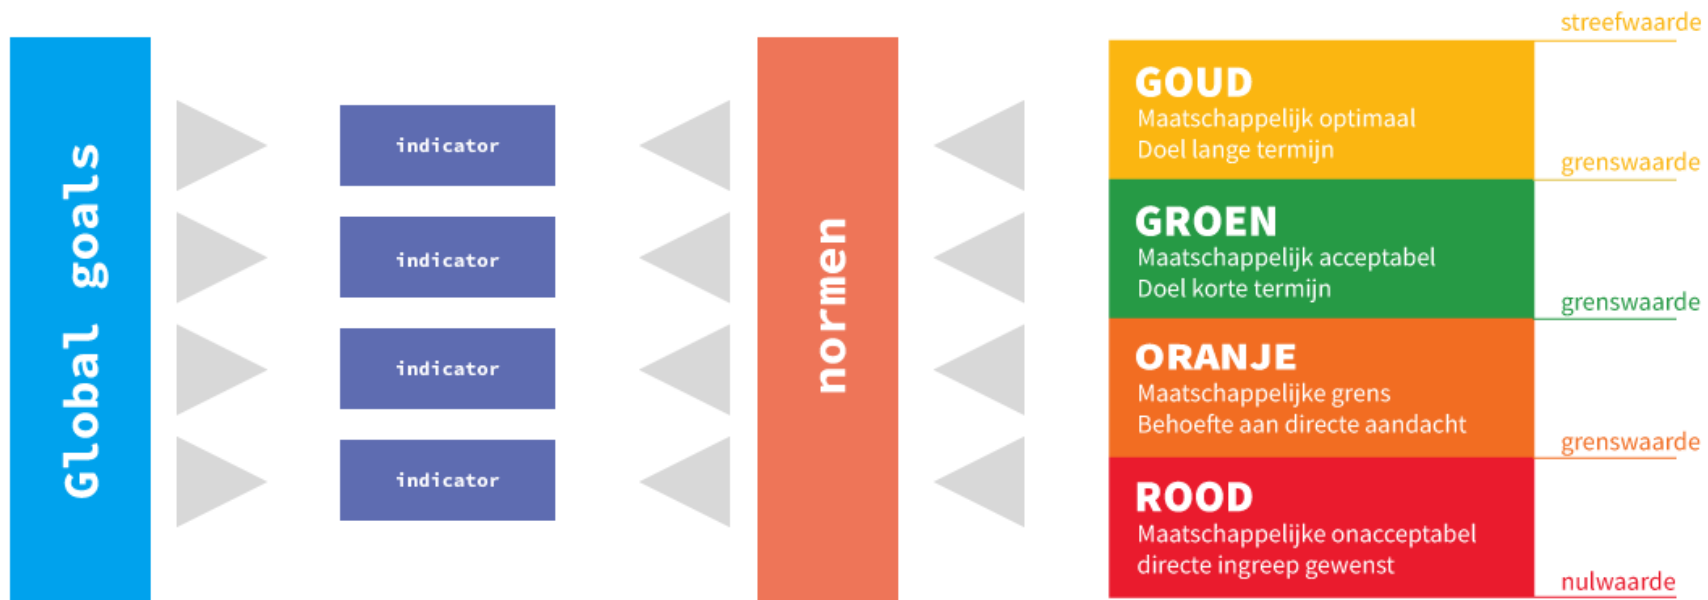 Global goals
indicator
indicator
indicator
indicator
normen
streefwaarde
GOUD
Maatschappelijk optimaal
Doel lange termijn
grenswaarde
GROEN
Maatschappelijk acceptabel
Doel korte termijn
grenswaarde
ORANJE
Maatschappelijke grens
Behoefte aan directe aandacht
grenswaarde
ROOD
Maatschappelijke onacceptabel
directe ingreep gewenst
nulwaarde